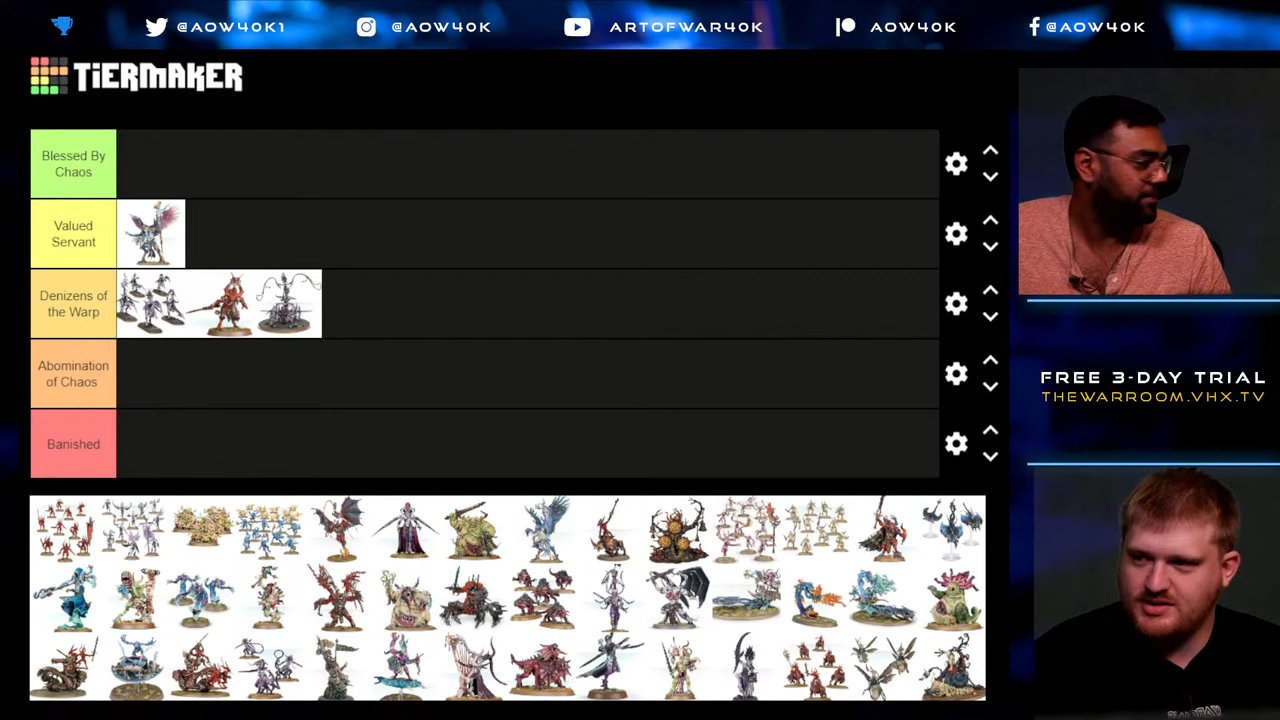 @AOW40K1
@AOW40K
ARTOFWAR40K
AOW40K
@AOW40K
TIERMAKER
Blessed By
Chaos
Valued
Servant
Denizens of
the Warp
Abomination
of Chaos
Banished
FREE 3-DAY TRIAL
THEWARROOM.VHX.TV